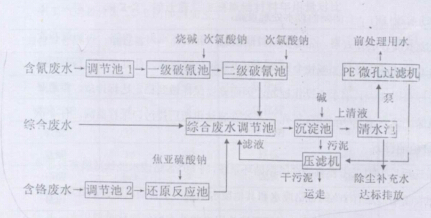 烧碱 次氯酸钠 次氯酸钠 前处理用水
含氰废水 调节池1 一级破氰池 二级破氰池 PE微孔过滤机
碱 上清液 泵
综合废水 综合废水调节池 沉淀池 清水池
滤液 污泥
焦亚硫酸钠 压滤机
含铬废水 调节池2 还原反应池 干污泥 除尘补充水
运走 达标排放